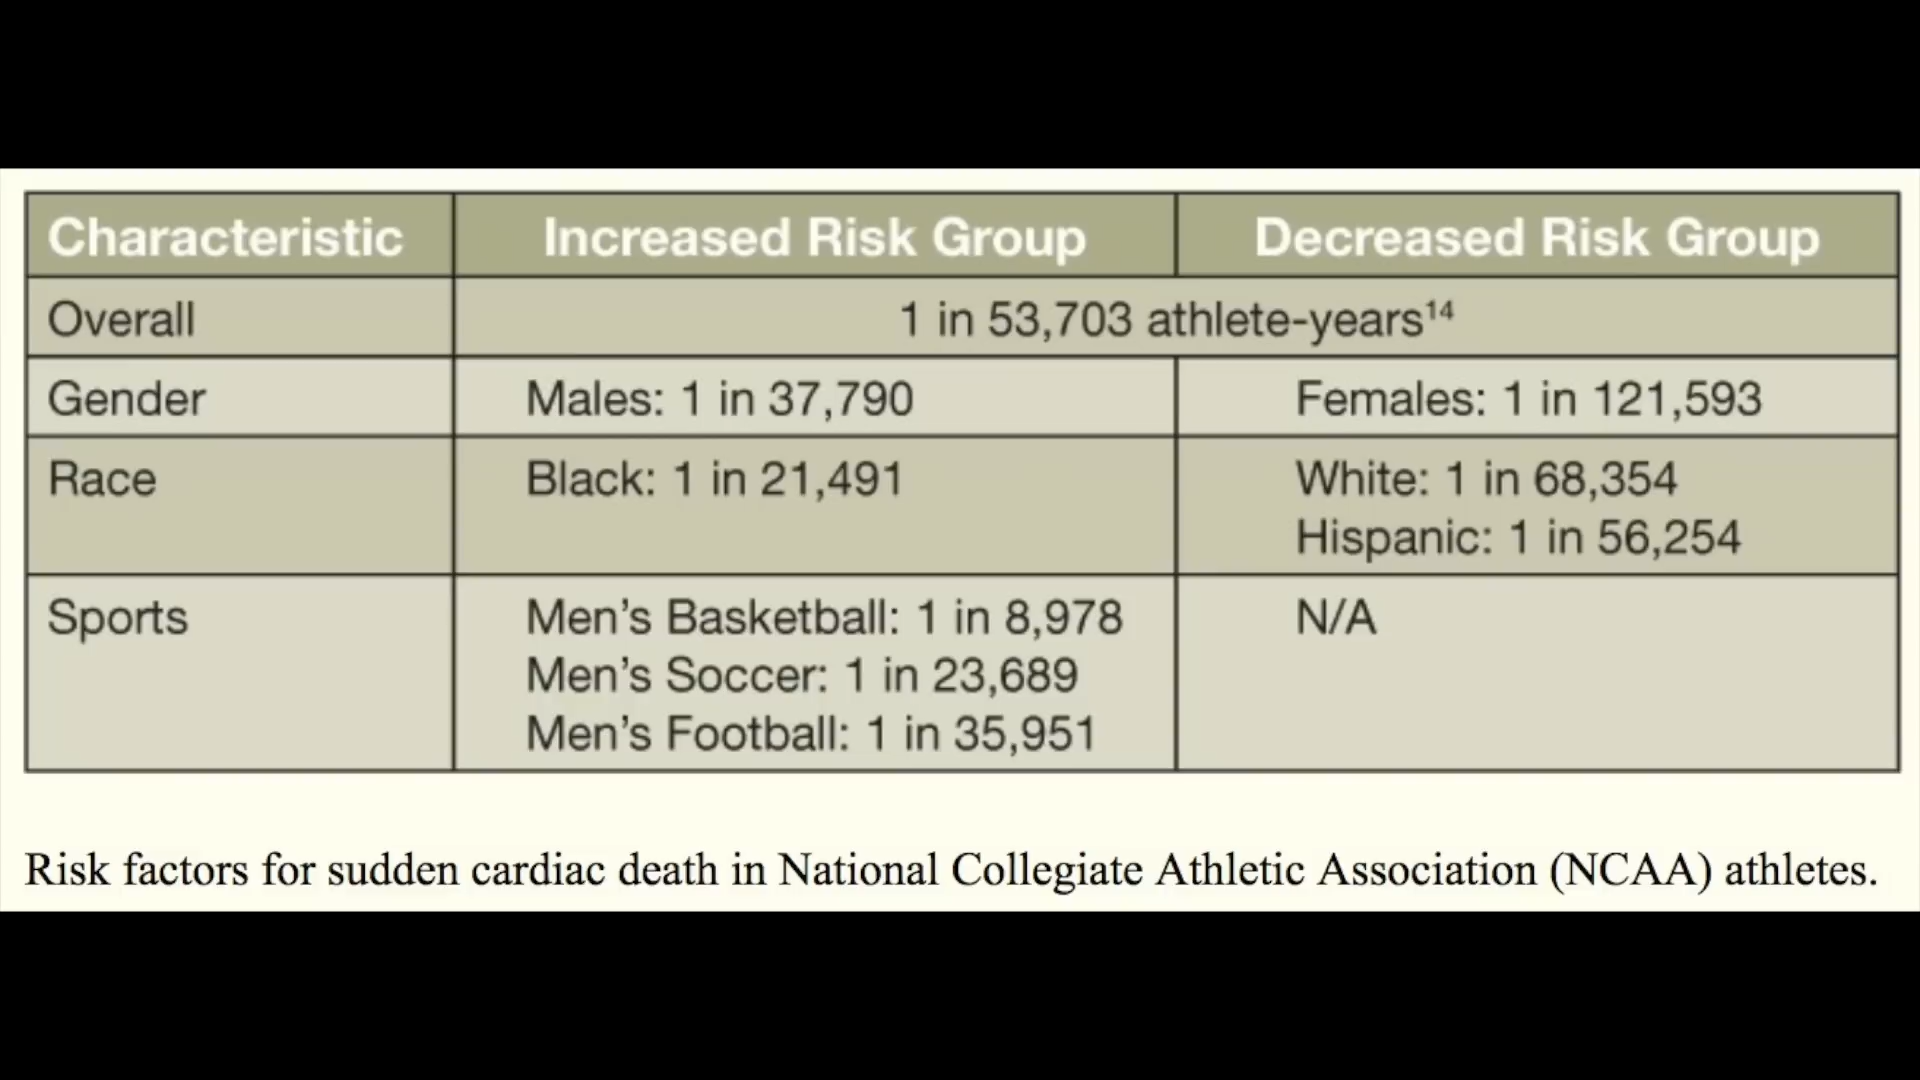 Characteristic Increased Risk Group Decreased Risk Group
Overall 1 in 53,703 athlete-years¹⁴
Gender Males: 1 in 37,790 Females: 1 in 121,593
Race Black: 1 in 21,491 White: 1 in 68,354
Hispanic: 1 in 56,254
Sports Men’s Basketball: 1 in 8,978 N/A
Men’s Soccer: 1 in 23,689
Men’s Football: 1 in 35,951
Risk factors for sudden cardiac death in National Collegiate Athletic Association (NCAA) athletes.